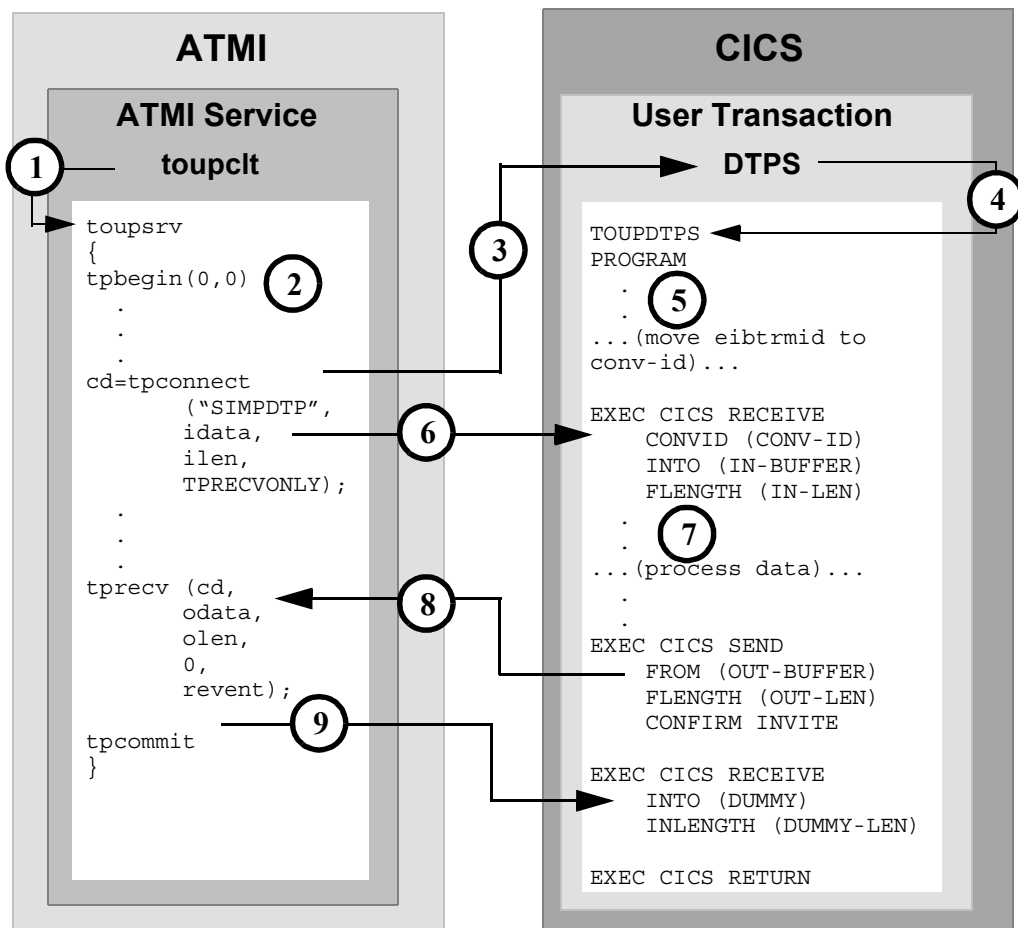 ATMI
ATMI Service
toupclt
1
toupsrv
{
tpbegin(0,0)
2
.
.
.
cd=tpconnect
("SIMPDTP",
idata,
ilen,
TPRECVONLY);
.
.
.
tprecv (cd,
odata,
olen,
0,
revent);
tpcommit
}
3
6
8
9
CICS
User Transaction
DTPS
4
TOUPDTPS
PROGRAM
.
.
5
...(move eibtrmid to
conv-id)...
EXEC CICS RECEIVE
CONVID (CONV-ID)
INTO (IN-BUFFER)
FLENGTH (IN-LEN)
.
.
7
...(process data)...
.
.
EXEC CICS SEND
FROM (OUT-BUFFER)
FLENGTH (OUT-LEN)
CONFIRM INVITE
EXEC CICS RECEIVE
INTO (DUMMY)
INLENGTH (DUMMY-LEN)
EXEC CICS RETURN